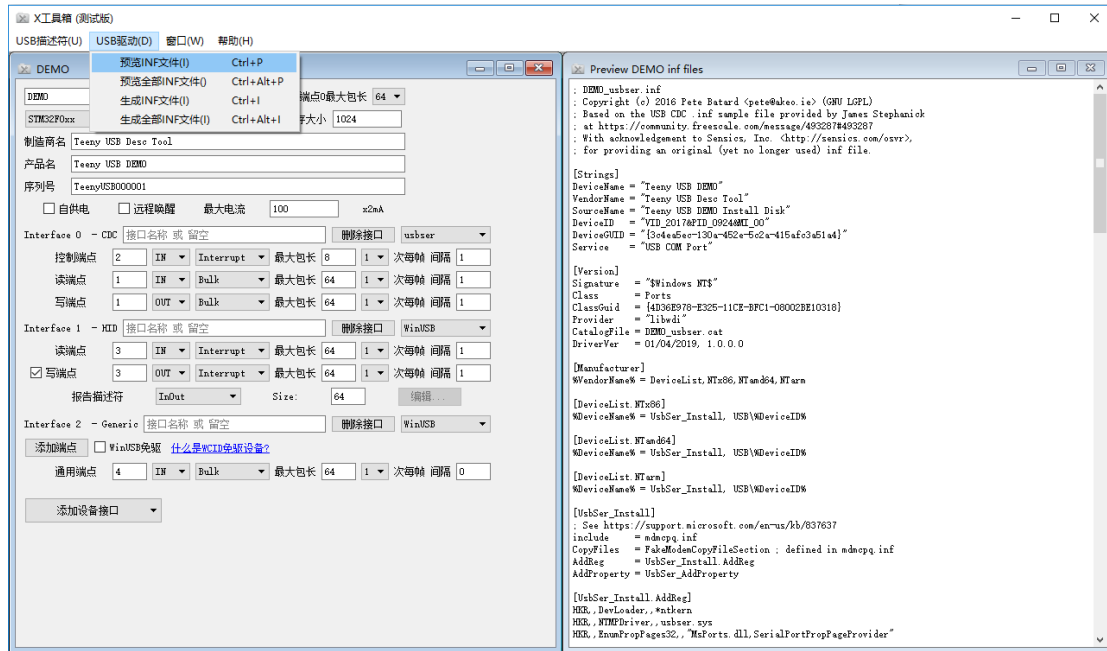 X工具箱 (测试版)
USB描述符(U) USB驱动(D) 窗口(W) 帮助(H)
预览INF文件(I) Ctrl+P
预览全部INF文件() Ctrl+Alt+P
生成INF文件(I) Ctrl+I
生成全部INF文件(I) Ctrl+Alt+I
DEMO
DEMO 端点0最大包长 64
STM32F0xx 大小 1024
制造商名 Teeny USB Desc Tool
产品名 Teeny USB DEMO
序列号 TeenyUSB000001
自供电 远程唤醒 最大电流 100 x2mA
Interface 0 - CDC 接口名称 或 留空 删除接口 usbser
控制端点 2 IN Interrupt 最大包长 8 1 次每帧 间隔 1
读端点 1 IN Bulk 最大包长 64 1 次每帧 间隔 1
写端点 1 OUT Bulk 最大包长 64 1 次每帧 间隔 1
Interface 1 - HID 接口名称 或 留空 删除接口 WinUSB
读端点 3 IN Interrupt 最大包长 64 1 次每帧 间隔 1
写端点 3 OUT Interrupt 最大包长 64 1 次每帧 间隔 1
报告描述符 InOut Size: 64 编辑...
Interface 2 - Generic 接口名称 或 留空 删除接口 WinUSB
添加端点 WinUSB免驱 什么是WCID免驱设备?
通用端点 4 IN Bulk 最大包长 64 1 次每帧 间隔 0
添加设备接口
Preview DEMO inf files
; DEMO_usbser.inf
; Copyright (c) 2016 Pete Batard <pete@akeo.ie> (GNU LGPL)
; Based on the USB CDC .inf sample file provided by James Stephanick
; at https://community.freescale.com/message/493287#493287
; With acknowledgement to Sensics, Inc. <http://sensics.com/osvr>,
; for providing an original (yet no longer used) inf file.
[Strings]
DeviceName = "Teeny USB DEMO"
VendorName = "Teeny USB Desc Tool"
SourceName = "Teeny USB DEMO Install Disk"
DeviceID = "VID_2017&PID_0924&MI_00"
DeviceGUID = "{3c4ea5ec-130a-452e-5c2a-415afc3a51a4}"
Service = "USB COM Port"
[Version]
Signature = "$Windows NT$"
Class = Ports
ClassGuid = {4D36E978-E325-11CE-BFC1-08002BE10318}
Provider = "libwdi"
CatalogFile = DEMO_usbser.cat
DriverVer = 01/04/2019, 1.0.0.0
[Manufacturer]
%VendorName% = DeviceList,NTx86,NTamd64,NTarm
[DeviceList.NTx86]
%DeviceName% = UsbSer_Install, USB\%DeviceID%
[DeviceList.NTamd64]
%DeviceName% = UsbSer_Install, USB\%DeviceID%
[DeviceList.NTarm]
%DeviceName% = UsbSer_Install, USB\%DeviceID%
[UsbSer_Install]
; See https://support.microsoft.com/en-us/kb/837637
include = mdmcpq.inf
CopyFiles = FakeModemCopyFileSection ; defined in mdmcpq.inf
AddReg = UsbSer_Install.AddReg
AddProperty = UsbSer_AddProperty
[UsbSer_Install.AddReg]
HKR,,DevLoader,,*ntkern
HKR,,NTMPDriver,,usbser.sys
HKR,,EnumPropPages32,,"MsPorts.dll,SerialPortPropPageProvider"